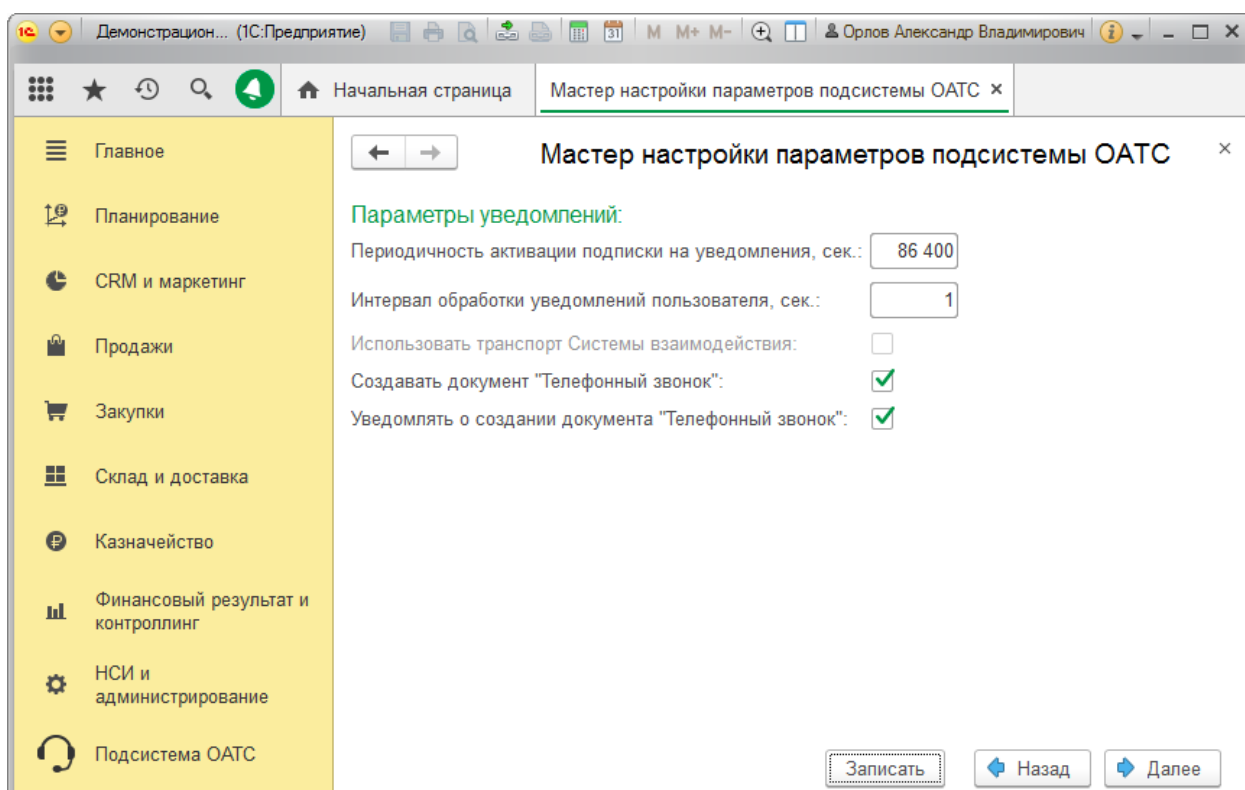 1С Демонстрацион... (1С:Предприятие) 31 M M+ M- Орлов Александр Владимирович i
Начальная страница Мастер настройки параметров подсистемы ОАТС ×
Главное
Планирование
CRM и маркетинг
Продажи
Закупки
Склад и доставка
Казначейство
Финансовый результат и
контроллинг
НСИ и
администрирование
Подсистема ОАТС
Мастер настройки параметров подсистемы ОАТС
Параметры уведомлений:
Периодичность активации подписки на уведомления, сек.: 86 400
Интервал обработки уведомлений пользователя, сек.: 1
Использовать транспорт Системы взаимодействия:
Создавать документ "Телефонный звонок":
Уведомлять о создании документа "Телефонный звонок":
Записать Назад Далее